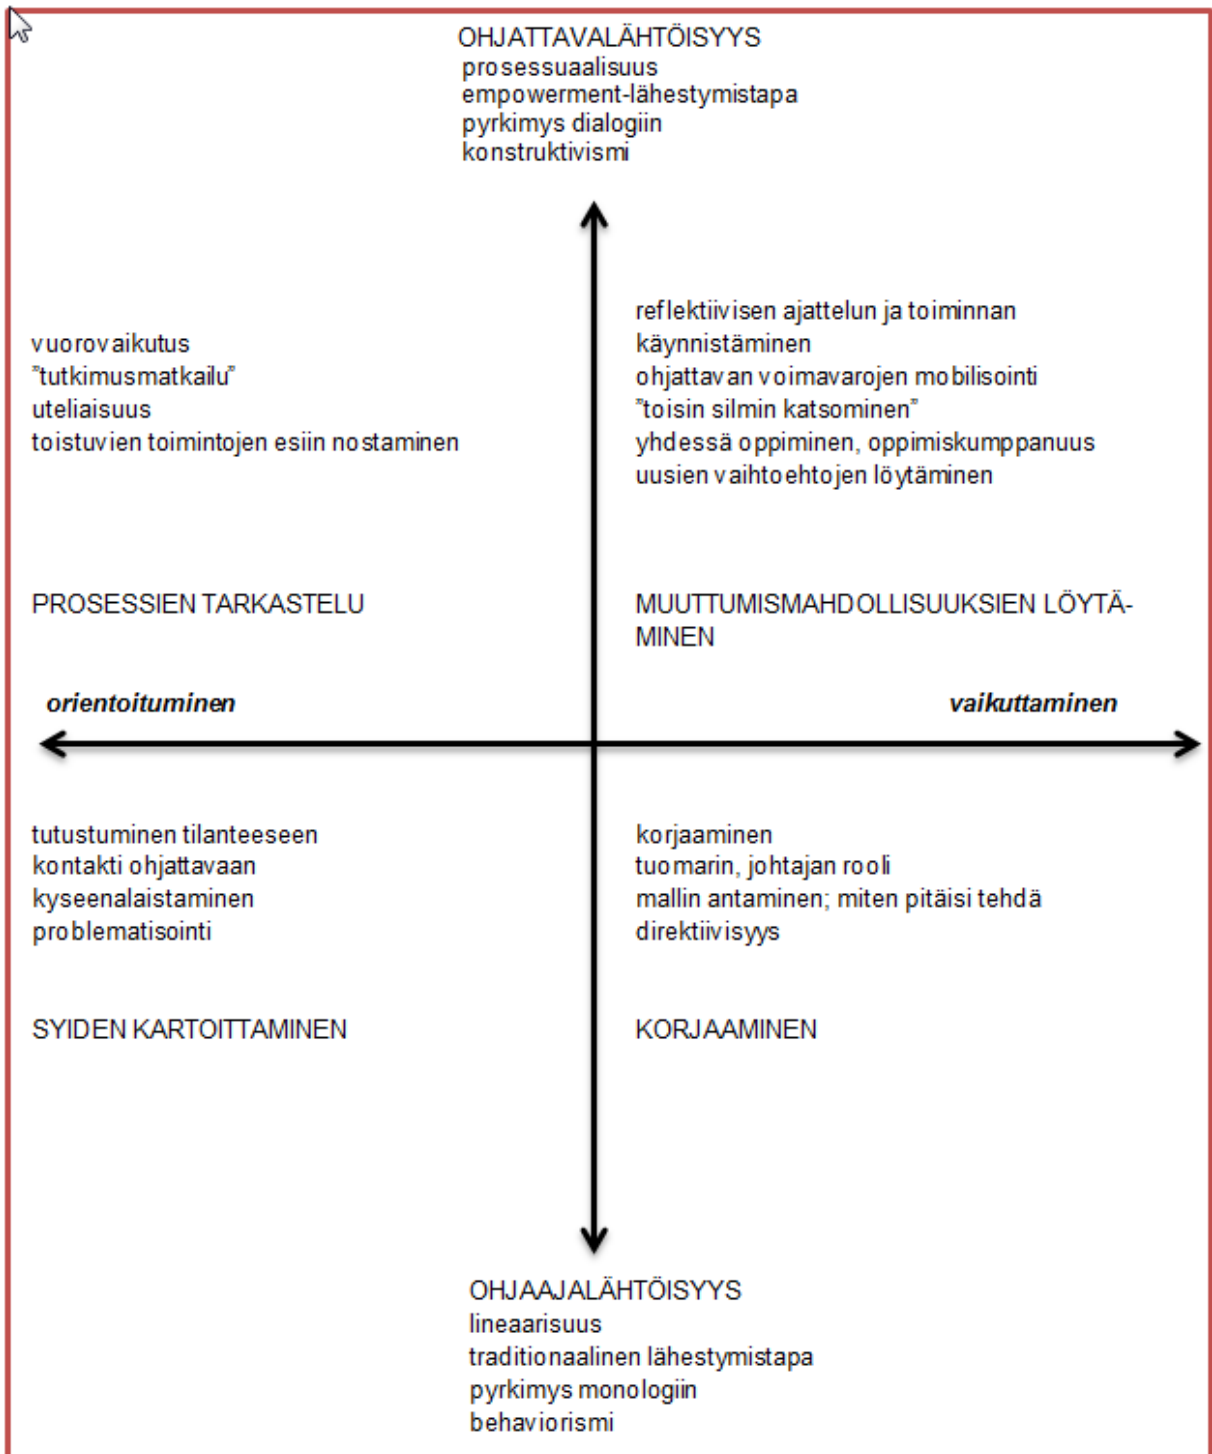 OHJATTAVALÄHTÖISYYS
prosessuaalisuus
empowerment-lähestymistapa
pyrkimys dialogiin
konstruktivismi
vuorovaikutus
”tutkimusmatkailu”
uteliaisuus
toistuvien toimintojen esiin nostaminen
reflektiivisen ajattelun ja toiminnan
käynnistäminen
ohjattavan voimavarojen mobilisointi
”toisin silmin katsominen”
yhdessä oppiminen, oppimiskumppanuus
uusien vaihtoehtojen löytäminen
PROSESSIEN TARKASTELU
MUUTTUMISMAHDOLLISUUKSIEN LÖYTÄ-
MINEN
orientoituminen
vaikuttaminen
tutustuminen tilanteeseen
kontakti ohjattavaan
kyseenalaistaminen
problematisointi
korjaaminen
tuomarin, johtajan rooli
mallin antaminen; miten pitäisi tehdä
direktiivisyys
SYIDEN KARTOITTAMINEN
KORJAAMINEN
OHJAAJALÄHTÖISYYS
lineaarisuus
traditionaalinen lähestymistapa
pyrkimys monologiin
behaviorismi